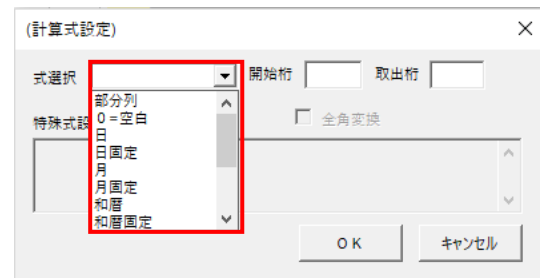 (計算式設定)
式選択 開始桁 取出桁
部分列
0=空白
特殊式設 全角変換
日
日固定
月
月固定
和暦
和暦固定
OK キャンセル